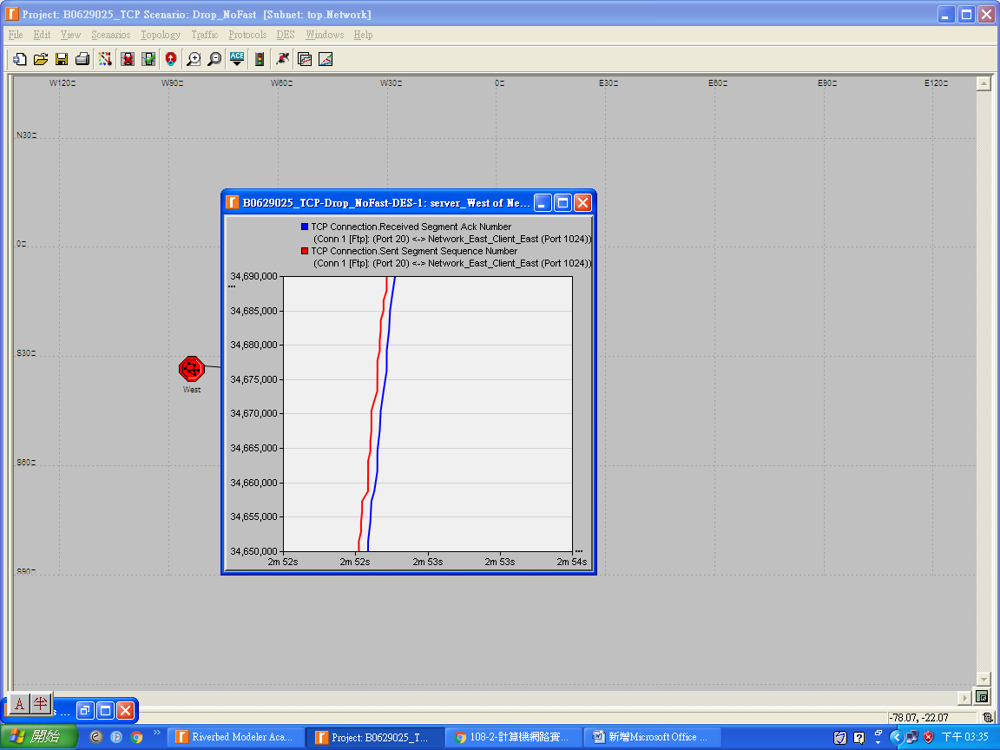 Project: B0629025_TCP Scenario: Drop_NoFast [Subnet: top.Network]
File Edit View Scenarios Topology Traffic Protocols DES Windows Help
ACE
W120 W90 W60 W30 0 E30 E60 E90 E120
N30
0
S30
S60
S90
West
B0629025_TCP-Drop_NoFast-DES-1: server_West of Ne...
TCP Connection.Received Segment Ack Number
(Conn 1 [Ftp]: (Port 20) <-> Network_East_Client_East (Port 1024))
TCP Connection.Sent Segment Sequence Number
(Conn 1 [Ftp]: (Port 20) <-> Network_East_Client_East (Port 1024))
34,690,000
...
34,685,000
34,680,000
34,675,000
34,670,000
34,665,000
34,660,000
34,655,000
34,650,000
...
2m 52s 2m 52s 2m 53s 2m 53s 2m 54s
A 半
s ...
-78.07, -22.07
開始
Riverbed Modeler Aca...
Project: B0629025_T...
108-2-計算機網路實...
新增Microsoft Office ...
下午 03:35